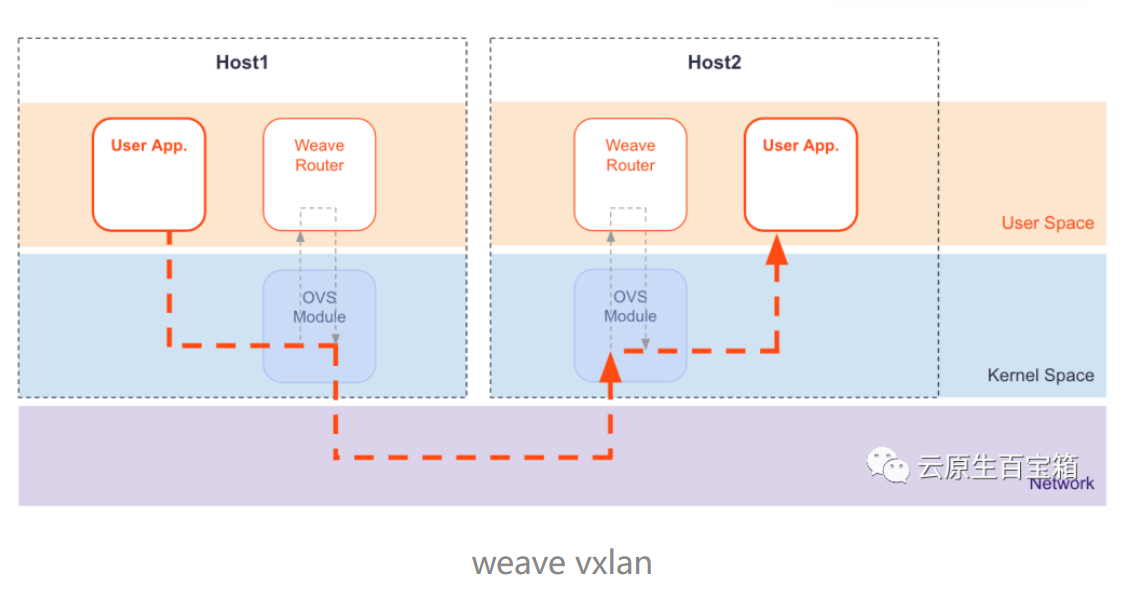 Host1
Host2
User App.
Weave
Router
Weave
Router
User App.
User Space
OVS
Module
OVS
Module
Kernel Space
云原生百宝箱
Network
weave vxlan